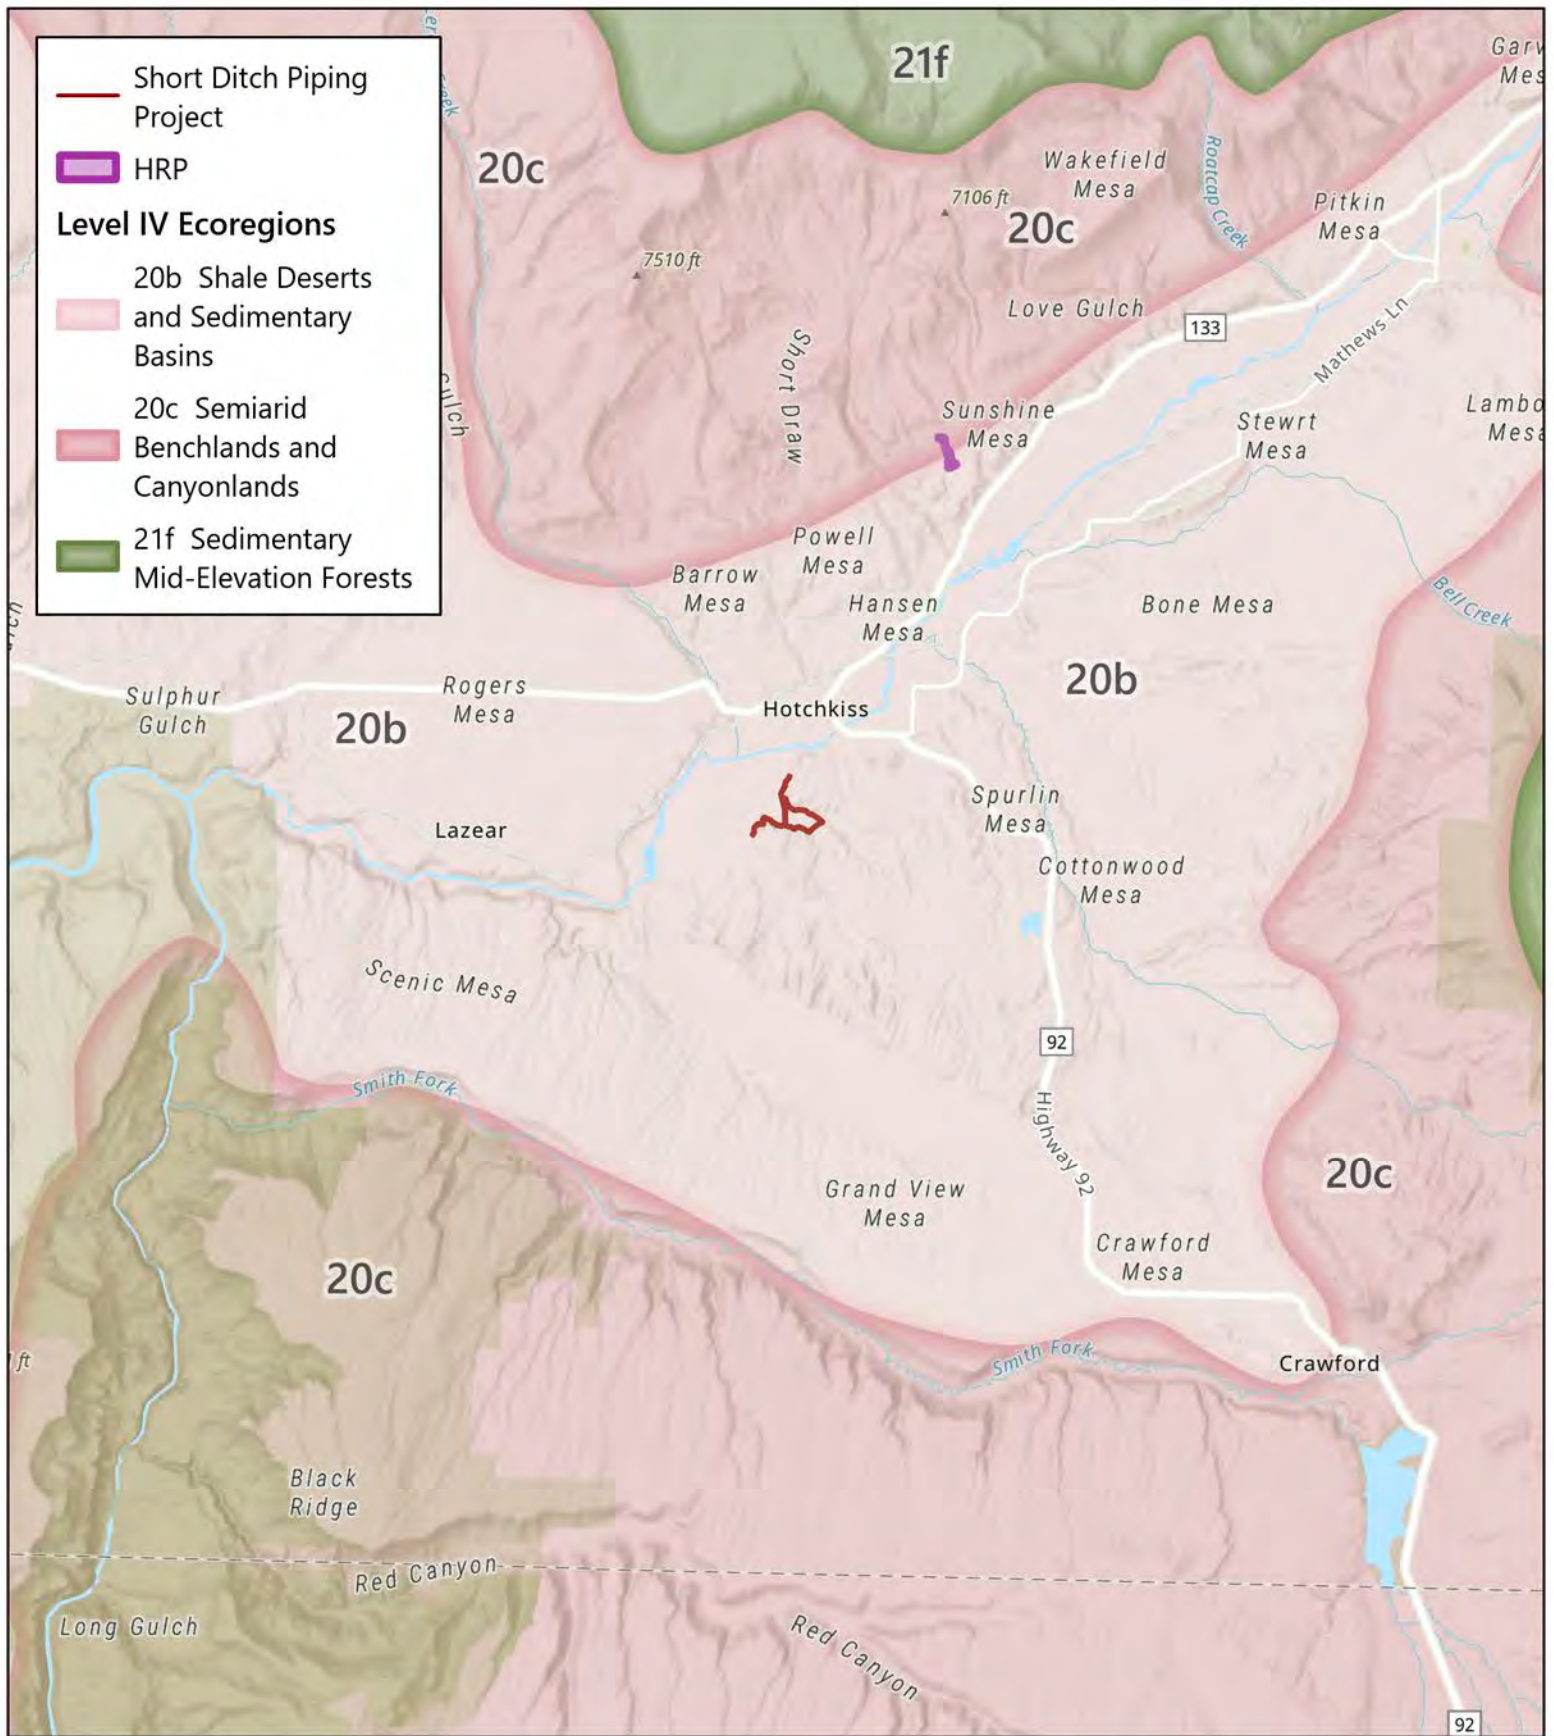 Short Ditch Piping
Project
HRP
Level IV Ecoregions
20b Shale Deserts
and Sedimentary
Basins
20c Semiarid
Benchlands and
Canyonlands
21f Sedimentary
Mid-Elevation Forests
21f
20c
Wakefield
Mesa
Roatcap Creek
7106 ft
20c
Pitkin
Mesa
7510 ft
Love Gulch
133
Mathews Ln
Short Draw
Sunshine
Mesa
Stewrt
Mesa
Powell
Mesa
Barrow
Mesa
Hansen
Mesa
Bone Mesa
Bell Creek
20b
Sulphur
Gulch
Rogers
Mesa
20b
Hotchkiss
Spurlin
Mesa
Lazear
Cottonwood
Mesa
Scenic Mesa
92
Smith Fork
Highway 92
20c
Grand View
Mesa
Crawford
Mesa
20c
ft
Smith Fork
Crawford
Black
Ridge
Red Canyon
Long Gulch
Red Canyon
92